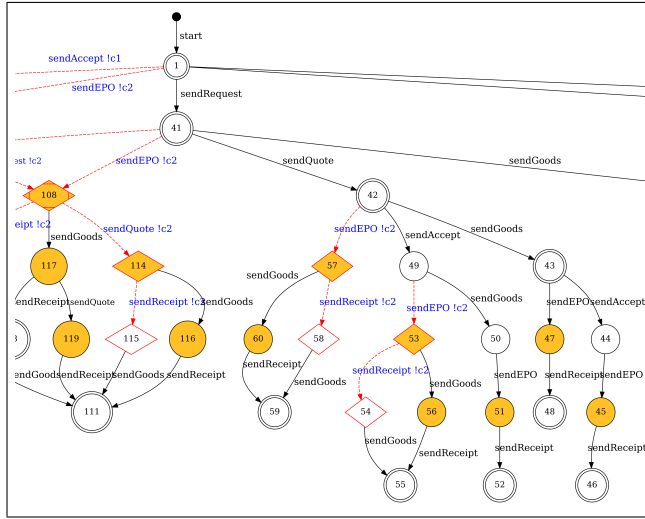 start
sendAccept !c1
1
sendEPO !c2
sendRequest
41
est !c2
sendEPO !c2
sendQuote
sendGoods
108
42
eipt !c2
sendQuote !c2
sendEPO !c2
sendAccept
sendGoods
sendGoods
117
114
57
49
43
sendGoods
sendGoods
endReceipt
sendQuote
sendReceipt !c2
sendGoods
sendReceipt !c2
sendEPO !c2
sendEPO
sendAccept
3
119
115
116
60
58
53
50
47
44
endGoods
sendReceipt
sendGoods
sendReceipt
sendReceipt
sendGoods
sendReceipt !c2
sendGoods
sendEPO
sendReceipt
sendEPO
111
59
54
56
51
48
45
sendGoods
sendReceipt
sendReceipt
sendReceipt
55
52
46